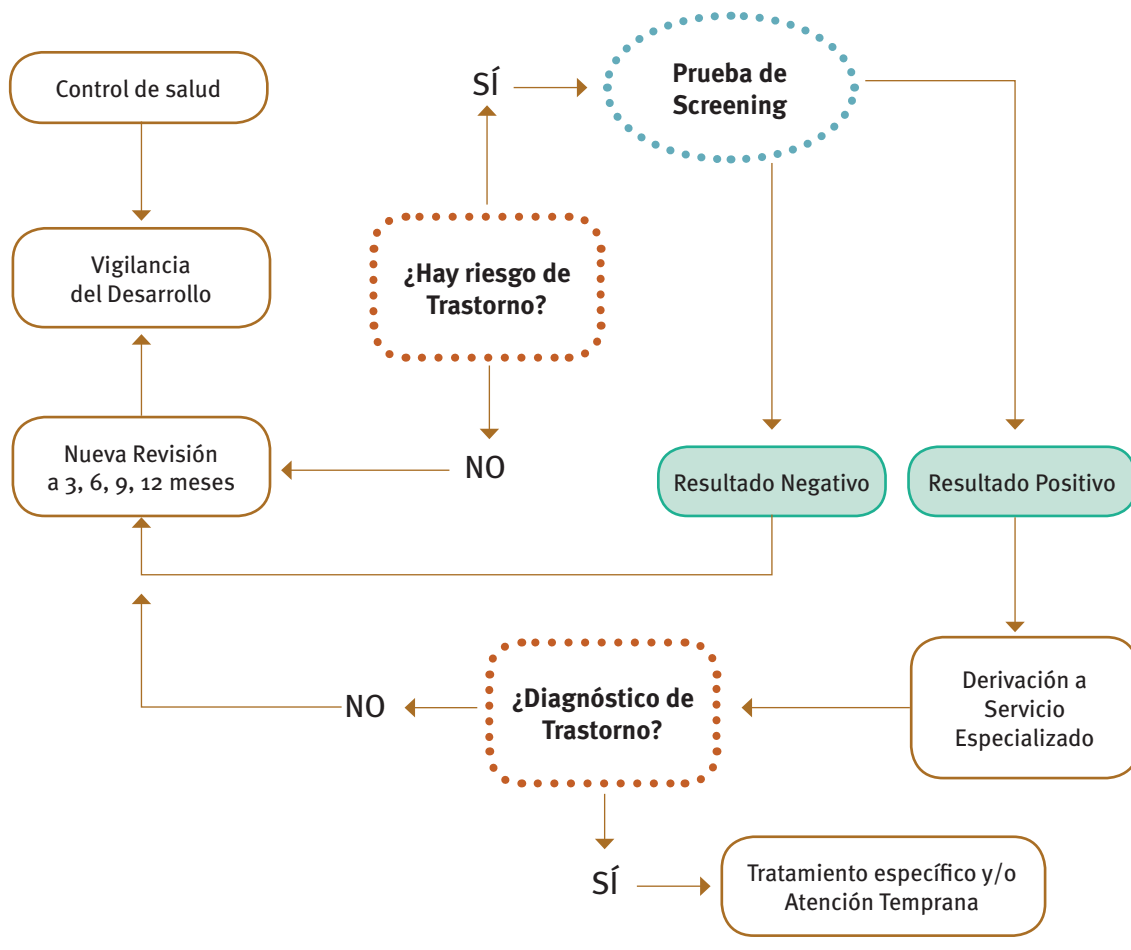 Control de salud
Vigilancia
del Desarrollo
Nueva Revisión
a 3, 6, 9, 12 meses
¿Hay riesgo de
Trastorno?
SÍ
NO
Prueba de
Screening
Resultado Negativo
Resultado Positivo
Derivación a
Servicio
Especializado
¿Diagnóstico de
Trastorno?
NO
SÍ
Tratamiento específico y/o
Atención Temprana